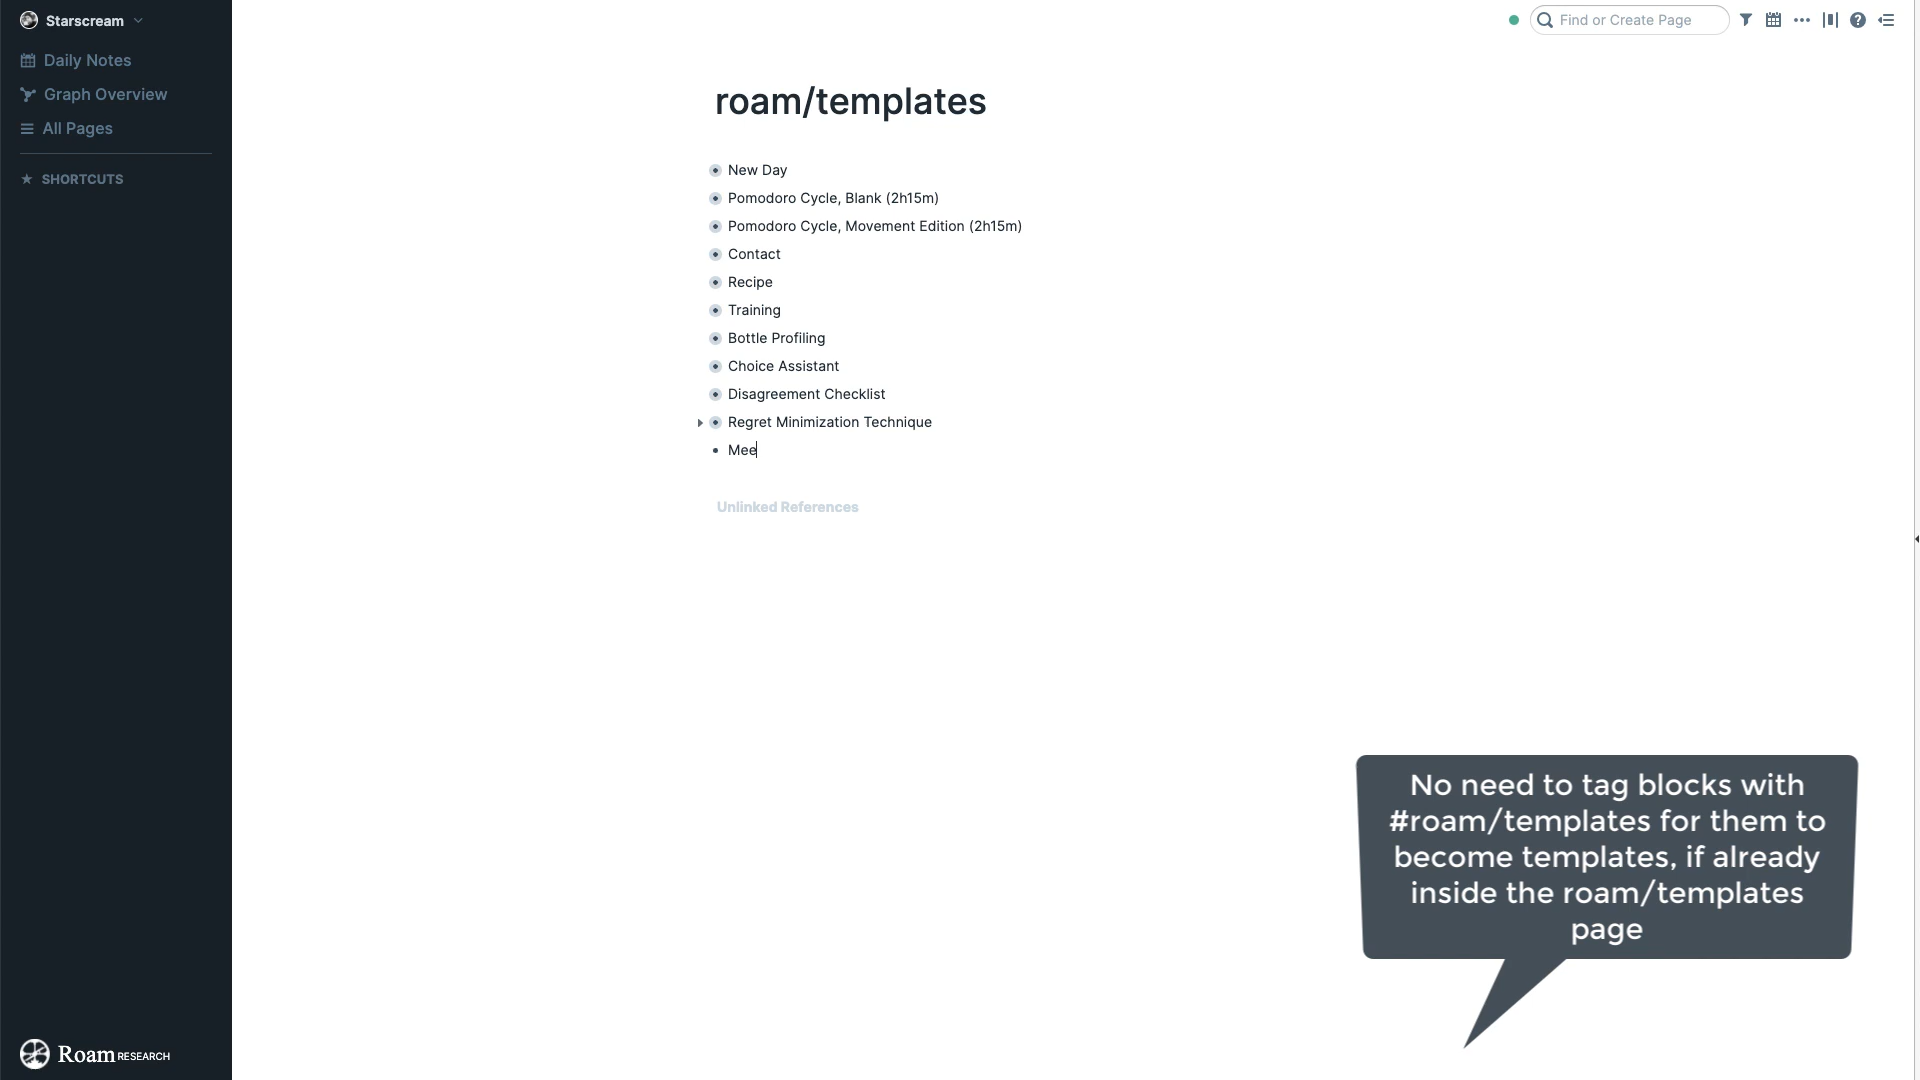 Starscream
Find or Create Page
Daily Notes
Graph Overview
All Pages
SHORTCUTS
roam/templates
New Day
Pomodoro Cycle, Blank (2h15m)
Pomodoro Cycle, Movement Edition (2h15m)
Contact
Recipe
Training
Bottle Profiling
Choice Assistant
Disagreement Checklist
Regret Minimization Technique
Mee
Unlinked References
No need to tag blocks with
#roam/templates for them to
become templates, if already
inside the roam/templates
page
Roam RESEARCH